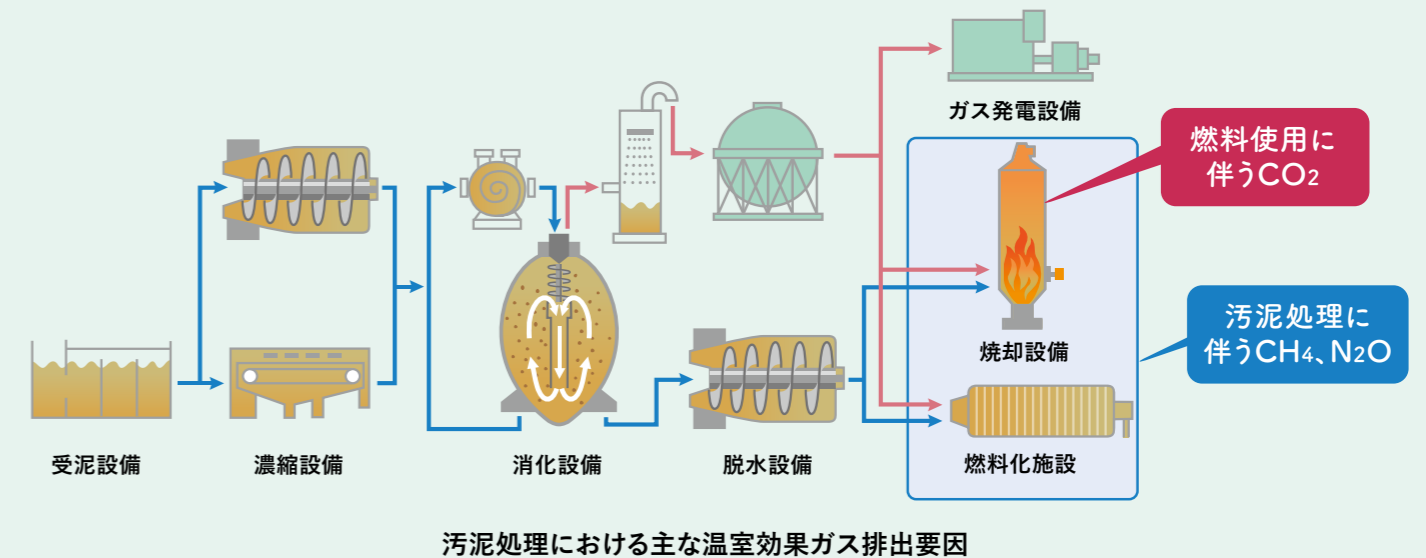 ガス発電設備
燃料使用に
伴うCO₂
汚泥処理に
伴うCH₄、N₂O
焼却設備
受泥設備
濃縮設備
消化設備
脱水設備
燃料化施設
汚泥処理における主な温室効果ガス排出要因